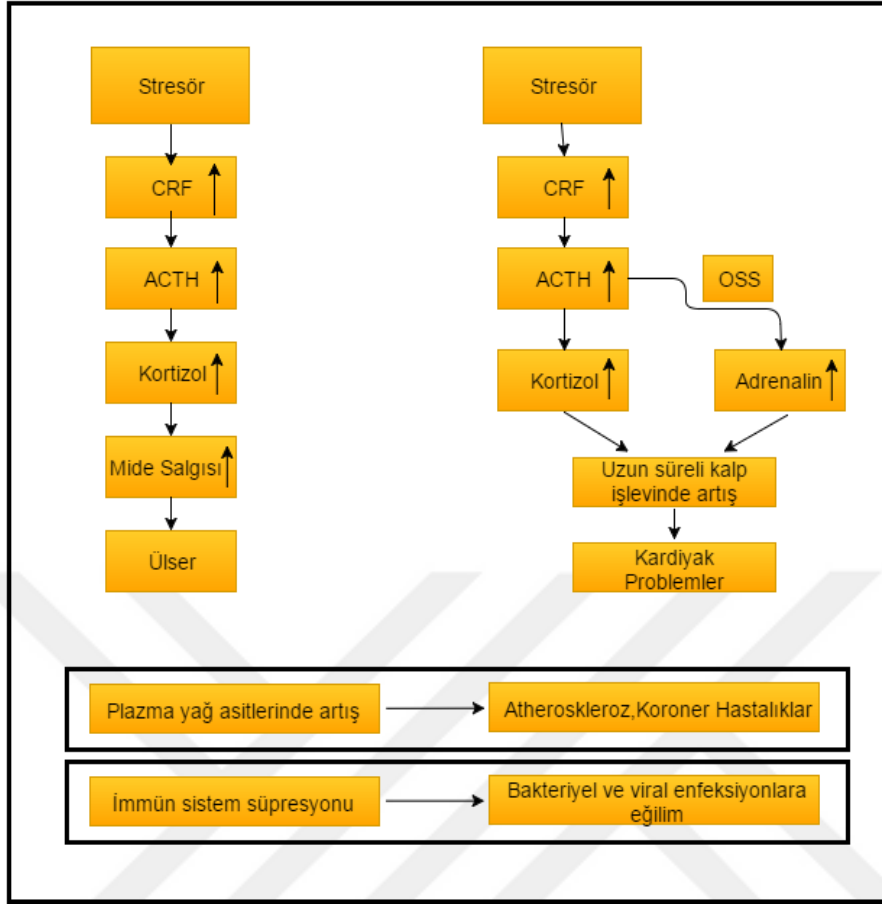 Stresör
CRF
ACTH
Kortizol
Mide Salgısı
Ülser
Stresör
CRF
ACTH
OSS
Kortizol
Adrenalin
Uzun süreli kalp
işlevinde artış
Kardiyak
Problemler
Plazma yağ asitlerinde artış
Atheroskleroz,Koroner Hastalıklar
İmmün sistem süpresyonu
Bakteriyel ve viral enfeksiyonlara
eğilim